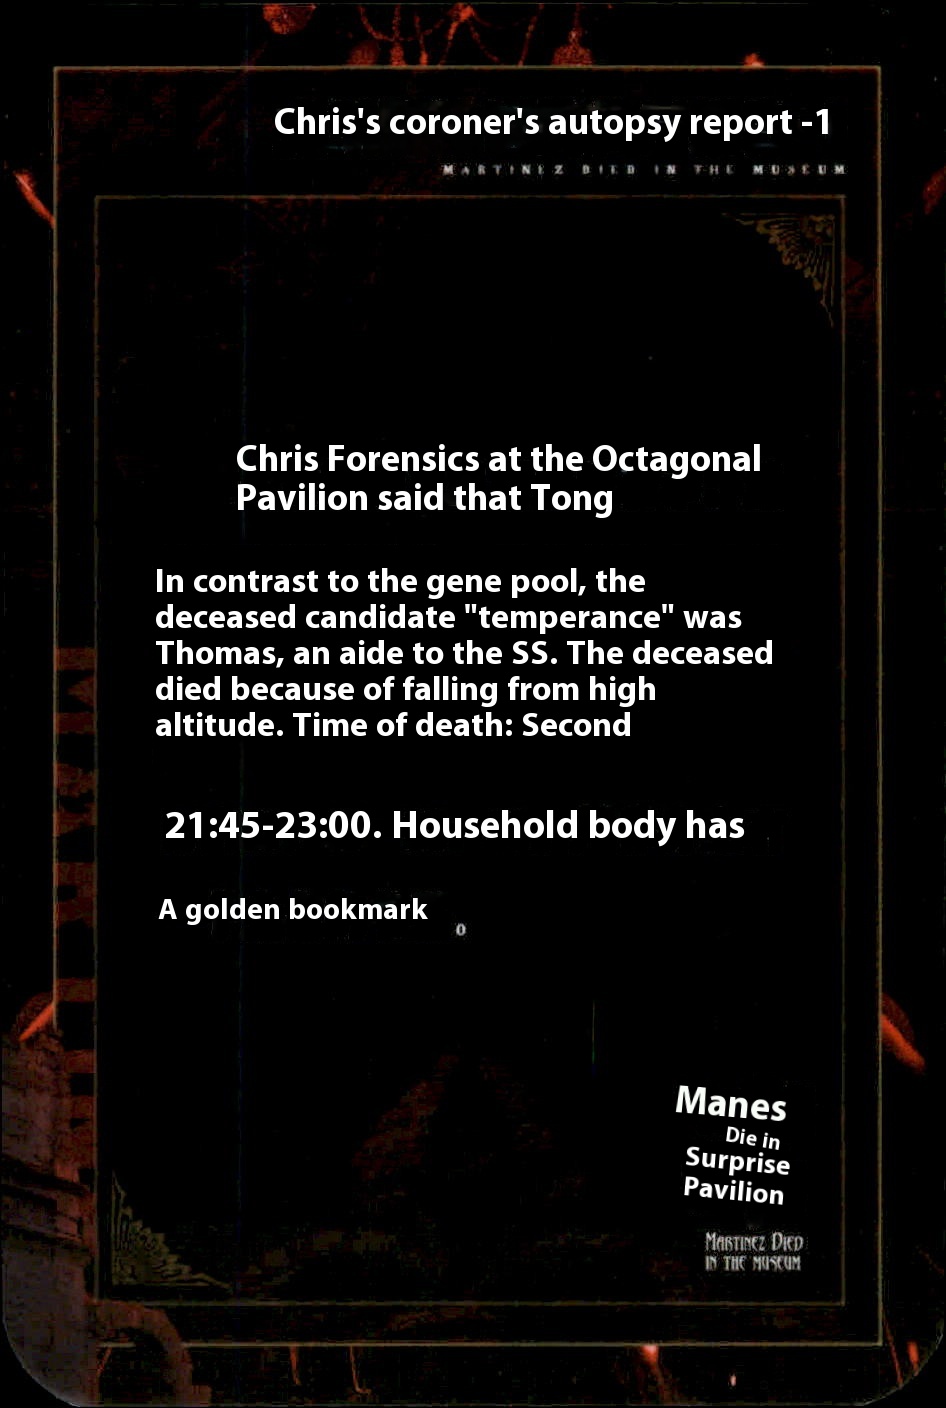 Chris's coroner's autopsy report -1
MARTINEZ DIED IN THE MUSEUM
Chris Forensics at the Octagonal
Pavilion said that Tong
In contrast to the gene pool, the
deceased candidate "temperance" was
Thomas, an aide to the SS. The deceased
died because of falling from high
altitude. Time of death: Second
21:45-23:00. Household body has
A golden bookmark
o
Manes
Die in
Surprise
Pavilion
MARTINEZ DIED
IN THE MUSEUM